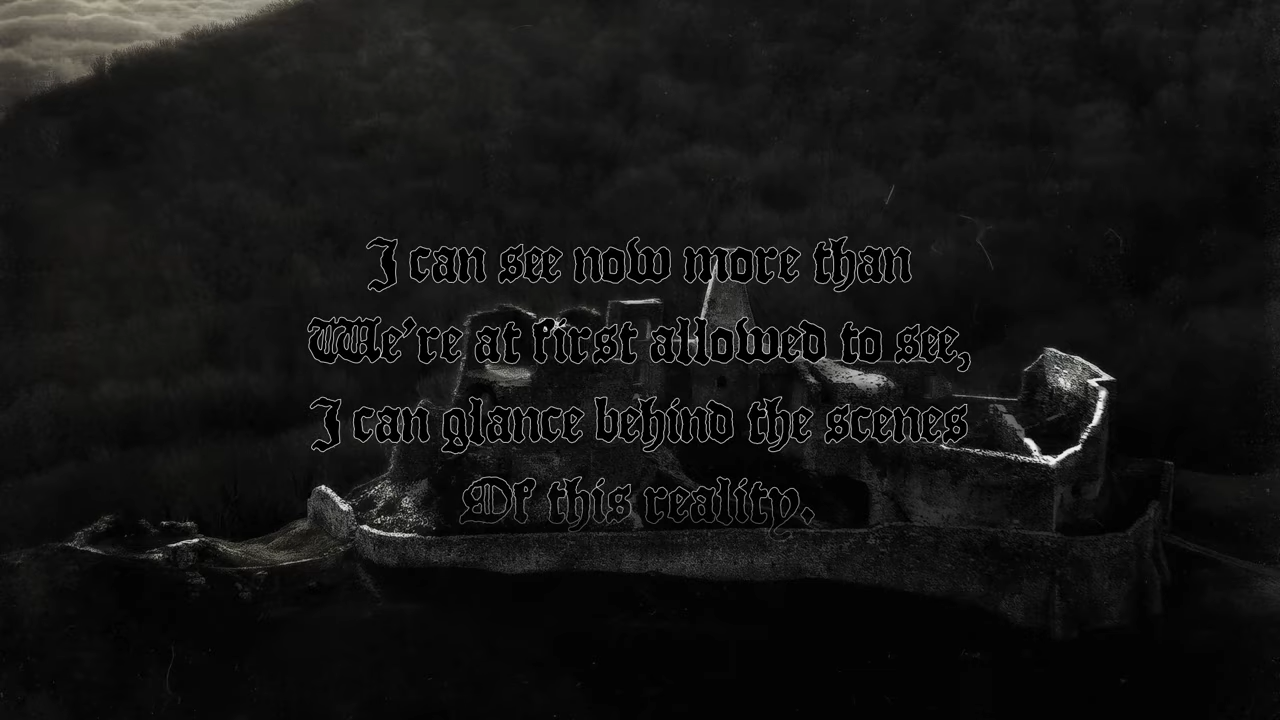 I can see now more than
We're at first allowed to see,
I can glance behind the scenes
Of this reality.